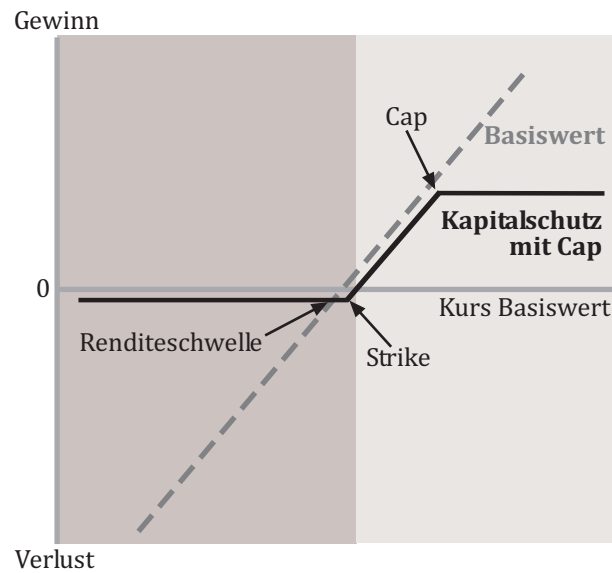 Gewinn
Cap
Basiswert
Kapitalschutz
mit Cap
0
Kurs Basiswert
Renditeschwelle
Strike
Verlust